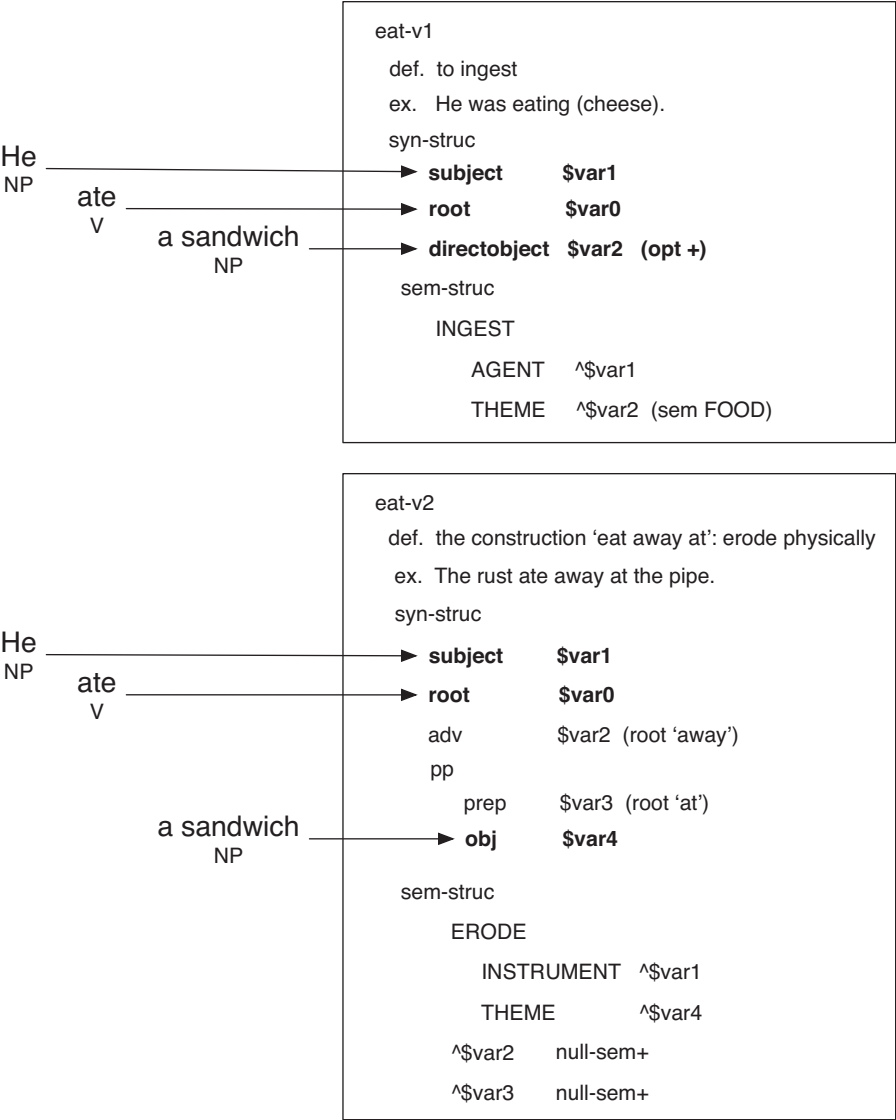 eat-v1
def. to ingest
ex. He was eating (cheese).
syn-struc
He
NP
subject $var1
ate
V
root $var0
a sandwich
NP
directobject $var2 (opt +)
sem-struc
INGEST
AGENT ^$var1
THEME ^$var2 (sem FOOD)
eat-v2
def. the construction ‘eat away at’: erode physically
ex. The rust ate away at the pipe.
syn-struc
He
NP
subject $var1
ate
V
root $var0
adv $var2 (root ‘away’)
pp
prep $var3 (root ‘at’)
a sandwich
NP
obj $var4
sem-struc
ERODE
INSTRUMENT ^$var1
THEME ^$var4
^$var2 null-sem+
^$var3 null-sem+